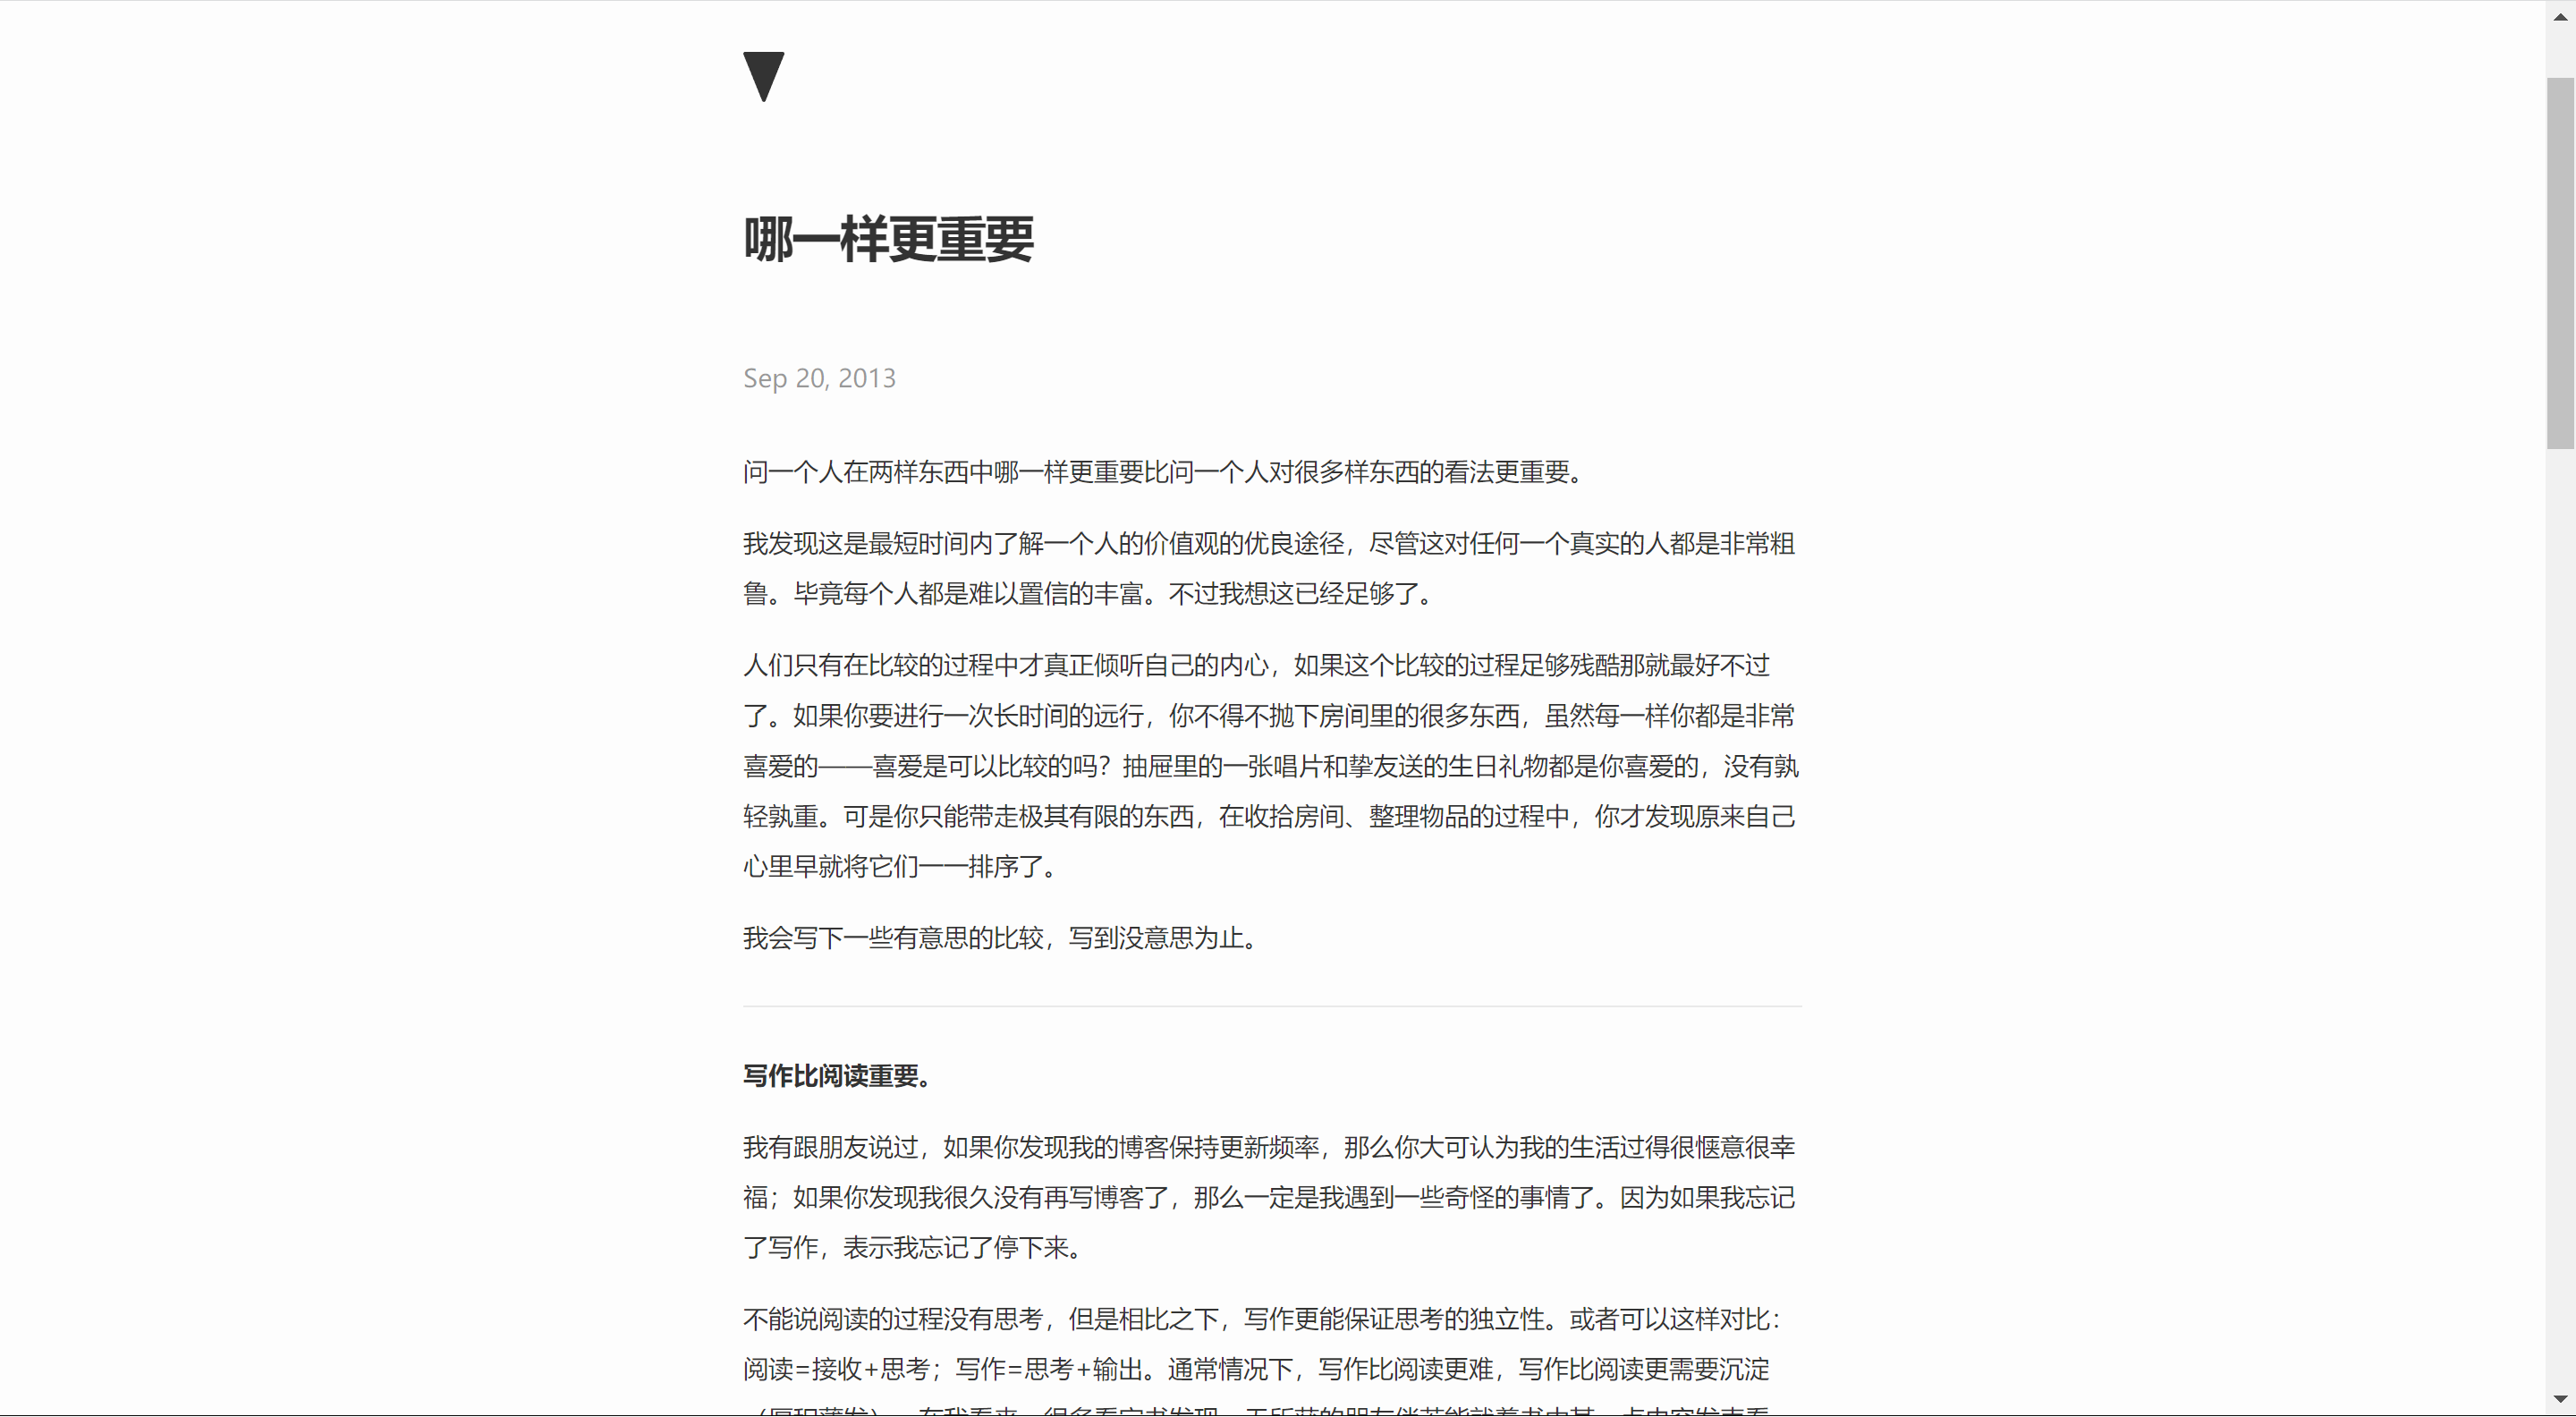 哪一样更重要
Sep 20, 2013
问一个人在两样东西中哪一样更重要比问一个人对很多样东西的看法更重要。
我发现这是最短时间内了解一个人的价值观的优良途径，尽管这对任何一个真实的人都是非常粗
鲁。毕竟每个人都是难以置信的丰富。不过我想这已经足够了。
人们只有在比较的过程中才真正倾听自己的内心，如果这个比较的过程足够残酷那就最好不过
了。如果你要进行一次长时间的远行，你不得不抛下房间里的很多东西，虽然每一样你都是非常
喜爱的——喜爱是可以比较的吗？抽屉里的一张唱片和挚友送的生日礼物都是你喜爱的，没有孰
轻孰重。可是你只能带走极其有限的东西，在收拾房间、整理物品的过程中，你才发现原来自己
心里早就将它们一一排序了。
我会写下一些有意思的比较，写到没意思为止。
写作比阅读重要。
我有跟朋友说过，如果你发现我的博客保持更新频率，那么你大可认为我的生活过得很惬意很幸
福；如果你发现我很久没有再写博客了，那么一定是我遇到一些奇怪的事情了。因为如果我忘记
了写作，表示我忘记了停下来。
不能说阅读的过程没有思考，但是相比之下，写作更能保证思考的独立性。或者可以这样对比：
阅读=接收+思考；写作=思考+输出。通常情况下，写作比阅读更难，写作比阅读更需要沉淀